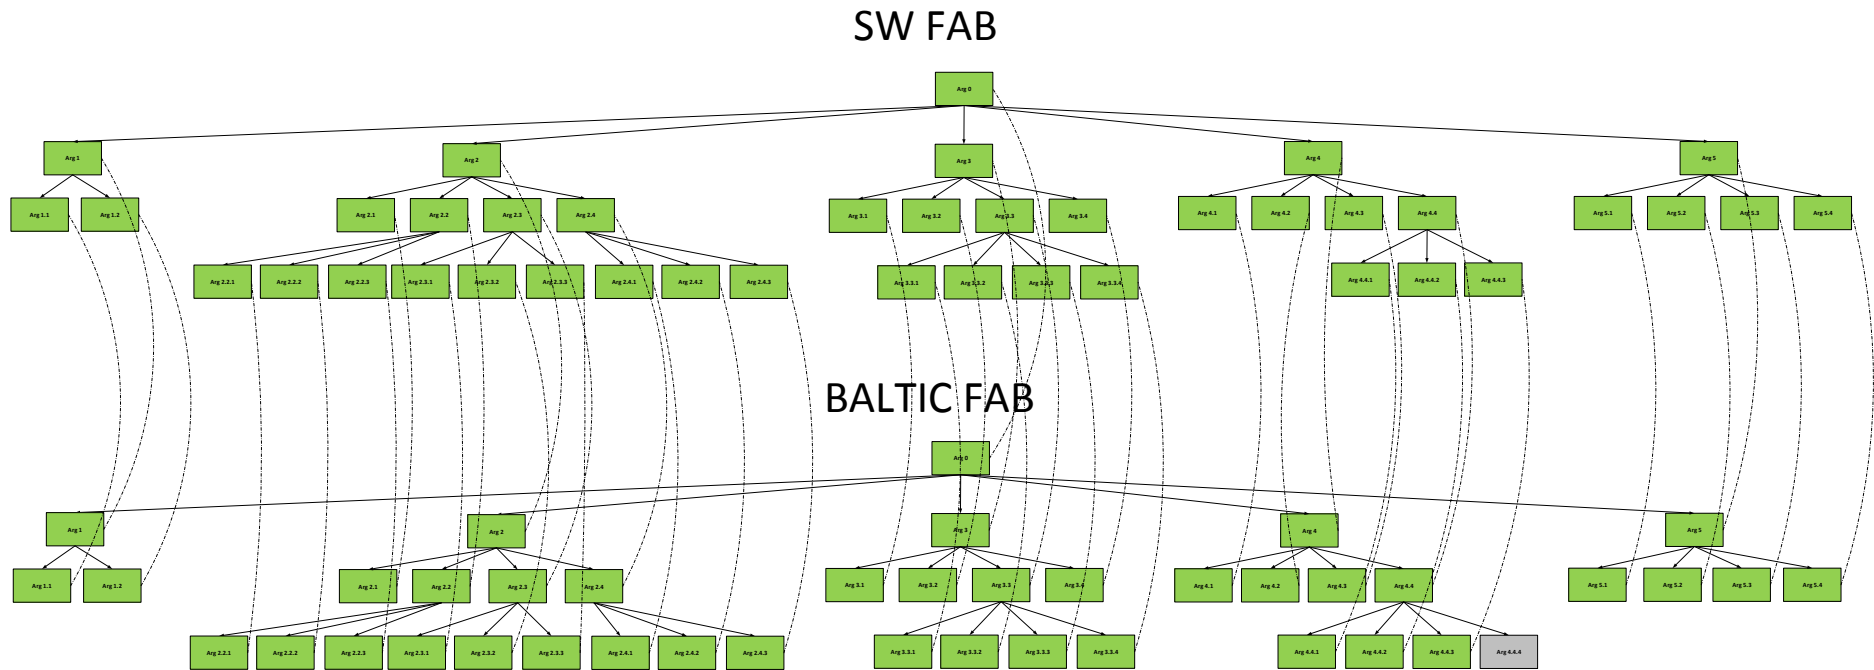 SW FAB
Arg 0
Arg 1
Arg 2
Arg 3
Arg 4
Arg 5
Arg 1.1
Arg 1.2
Arg 2.1
Arg 2.2
Arg 2.3
Arg 2.4
Arg 3.1
Arg 3.2
Arg 3.3
Arg 3.4
Arg 4.1
Arg 4.2
Arg 4.3
Arg 4.4
Arg 5.1
Arg 5.2
Arg 5.3
Arg 5.4
Arg 2.2.1
Arg 2.2.2
Arg 2.2.3
Arg 2.3.1
Arg 2.3.2
Arg 2.3.3
Arg 2.4.1
Arg 2.4.2
Arg 2.4.3
Arg 3.3.1
Arg 3.3.2
Arg 3.3.3
Arg 3.3.4
Arg 4.4.1
Arg 4.4.2
Arg 4.4.3
BALTIC FAB
Arg 0
Arg 1
Arg 2
Arg 3
Arg 4
Arg 5
Arg 1.1
Arg 1.2
Arg 2.1
Arg 2.2
Arg 2.3
Arg 2.4
Arg 3.1
Arg 3.2
Arg 3.3
Arg 3.4
Arg 4.1
Arg 4.2
Arg 4.3
Arg 4.4
Arg 5.1
Arg 5.2
Arg 5.3
Arg 5.4
Arg 2.2.1
Arg 2.2.2
Arg 2.2.3
Arg 2.3.1
Arg 2.3.2
Arg 2.3.3
Arg 2.4.1
Arg 2.4.2
Arg 2.4.3
Arg 3.3.1
Arg 3.3.2
Arg 3.3.3
Arg 3.3.4
Arg 4.4.1
Arg 4.4.2
Arg 4.4.3
Arg 4.4.4